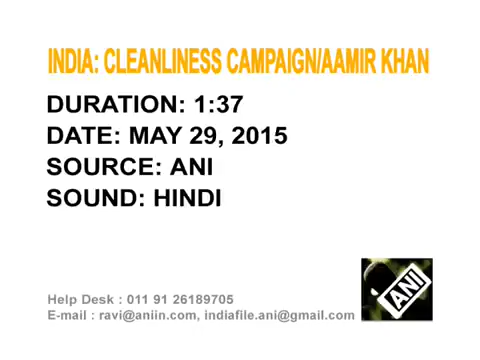 INDIA: CLEANLINESS CAMPAIGN/AAMIR KHAN
DURATION: 1:37
DATE: MAY 29, 2015
SOURCE: ANI
SOUND: HINDI
ANI
Help Desk : 011 91 26189705
E-mail : ravi@aniin.com, indiafile.ani@gmail.com